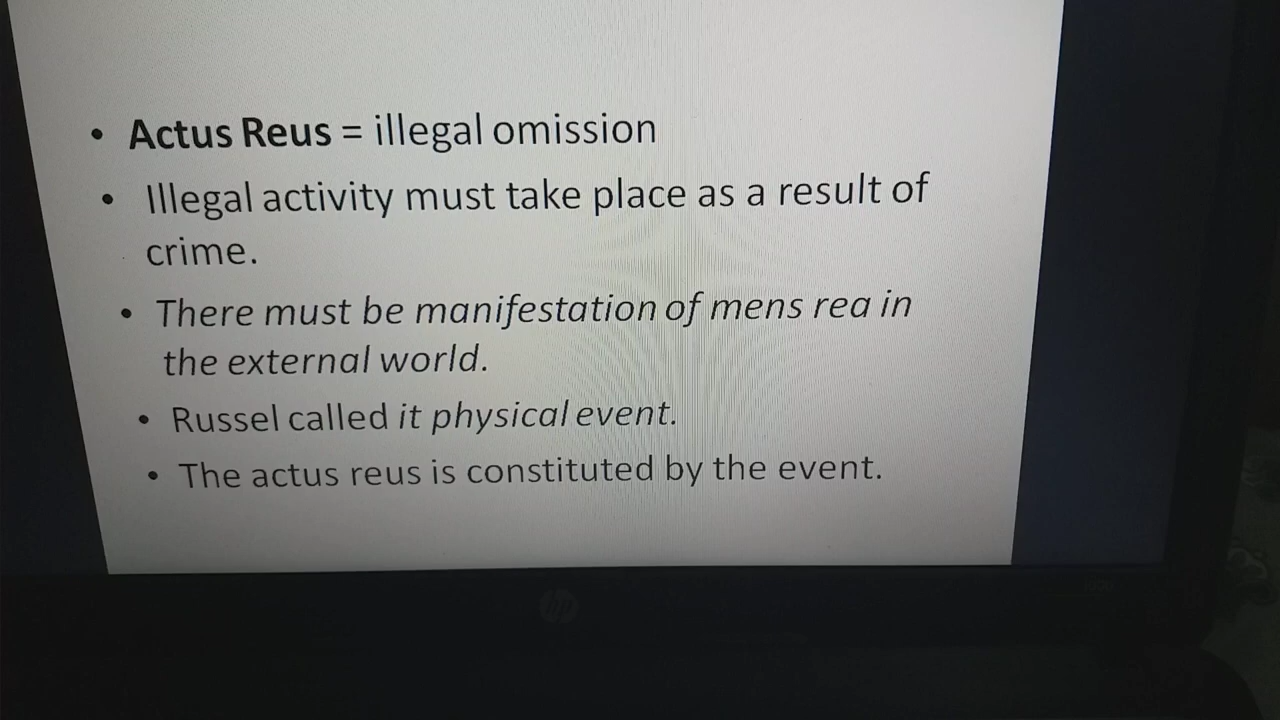 • Actus Reus = illegal omission
• Illegal activity must take place as a result of
crime.
• There must be manifestation of mens rea in
the external world.
• Russel called it physical event.
• The actus reus is constituted by the event.
hp